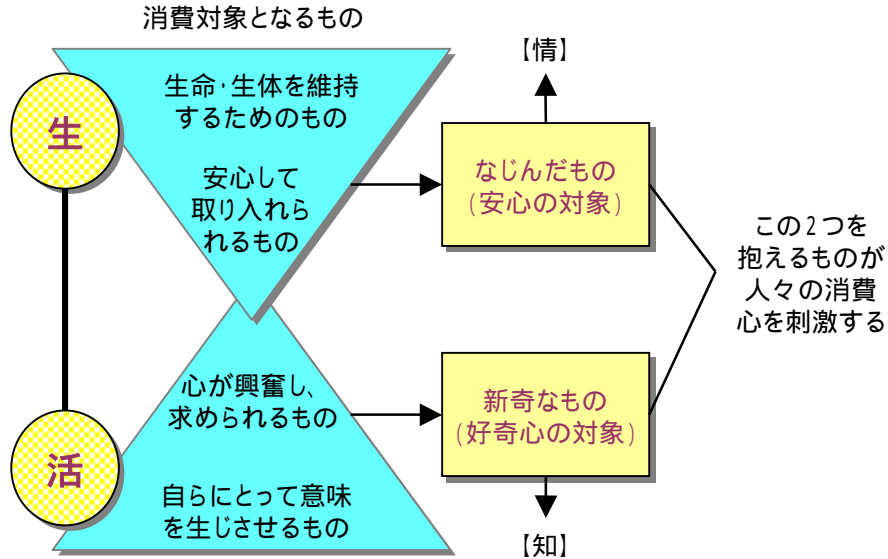 消費対象となるもの
生
生命・生体を維持
するためのもの
安心して
取り入れら
れるもの
【情】
なじんだもの
(安心の対象)
この2つを
抱えるものが
人々の消費
心を刺激する
活
心が興奮し、
求められるもの
自らにとって意味
を生じさせるもの
新奇なもの
(好奇心の対象)
【知】